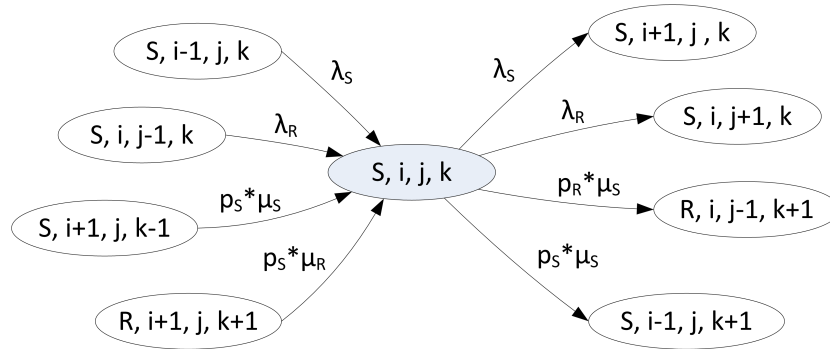 S, i-1, j, k
λS
S, i, j-1, k
λR
S, i+1, j, k-1
pS*μS
R, i+1, j, k+1
pS*μR
S, i, j, k
λS
S, i+1, j , k
λR
S, i, j+1, k
pR*μS
R, i, j-1, k+1
pS*μS
S, i-1, j, k+1